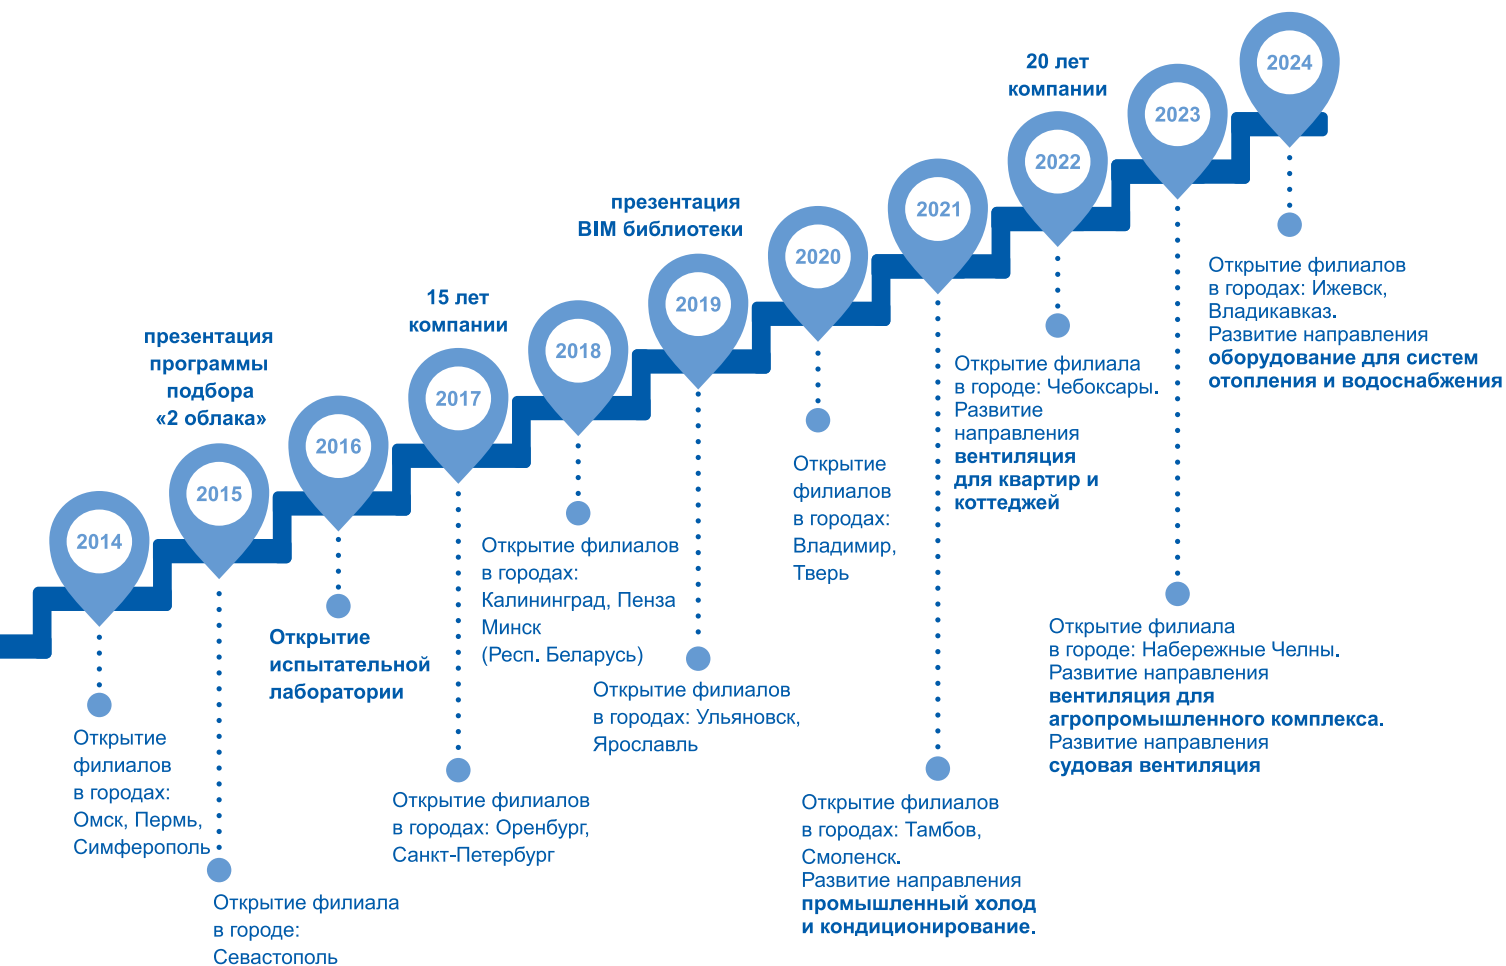 2014
Открытие
филиалов
в городах:
Омск, Пермь,
Симферополь
презентация
программы
подбора
«2 облака»
2015
Открытие филиала
в городе:
Севастополь
2016
Открытие
испытательной
лаборатории
15 лет
компании
2017
Открытие филиалов
в городах: Оренбург,
Санкт-Петербург
2018
Открытие филиалов
в городах:
Калининград, Пенза
Минск
(Респ. Беларусь)
презентация
BIM библиотеки
2019
Открытие филиалов
в городах: Ульяновск,
Ярославль
2020
Открытие
филиалов
в городах:
Владимир,
Тверь
2021
Открытие филиалов
в городах: Тамбов,
Смоленск.
Развитие направления
промышленный холод
и кондиционирование.
20 лет
компании
2022
Открытие филиала
в городе: Чебоксары.
Развитие
направления
вентиляция
для квартир и
коттеджей
2023
Открытие филиала
в городе: Набережные Челны.
Развитие направления
вентиляция для
агропромышленного комплекса.
Развитие направления
судовая вентиляция
2024
Открытие филиалов
в городах: Ижевск,
Владикавказ.
Развитие направления
оборудование для систем
отопления и водоснабжения